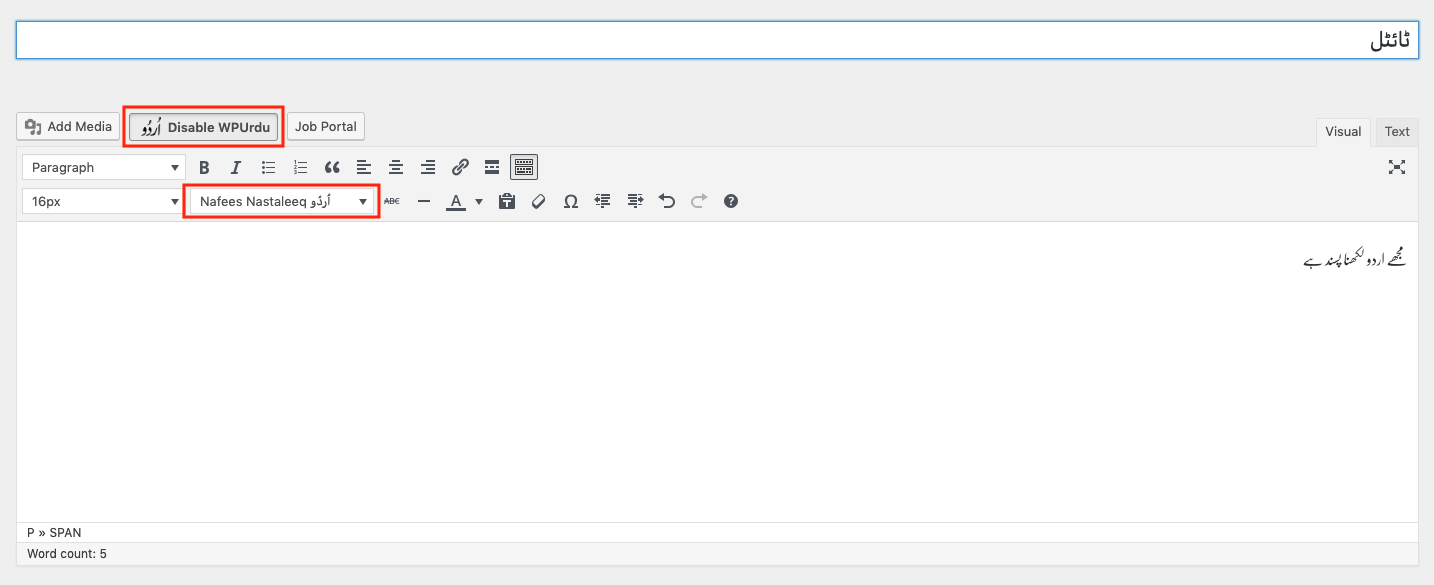 ٹائٹل
Add Media
اُردُو Disable WPUrdu
Job Portal
Visual
Text
Paragraph
B I
16px
Nafees Nastaleeq اُردُو
ABC
A
T
Ω
?
مجھے اردو لکھنا پسند ہے
P » SPAN
Word count: 5